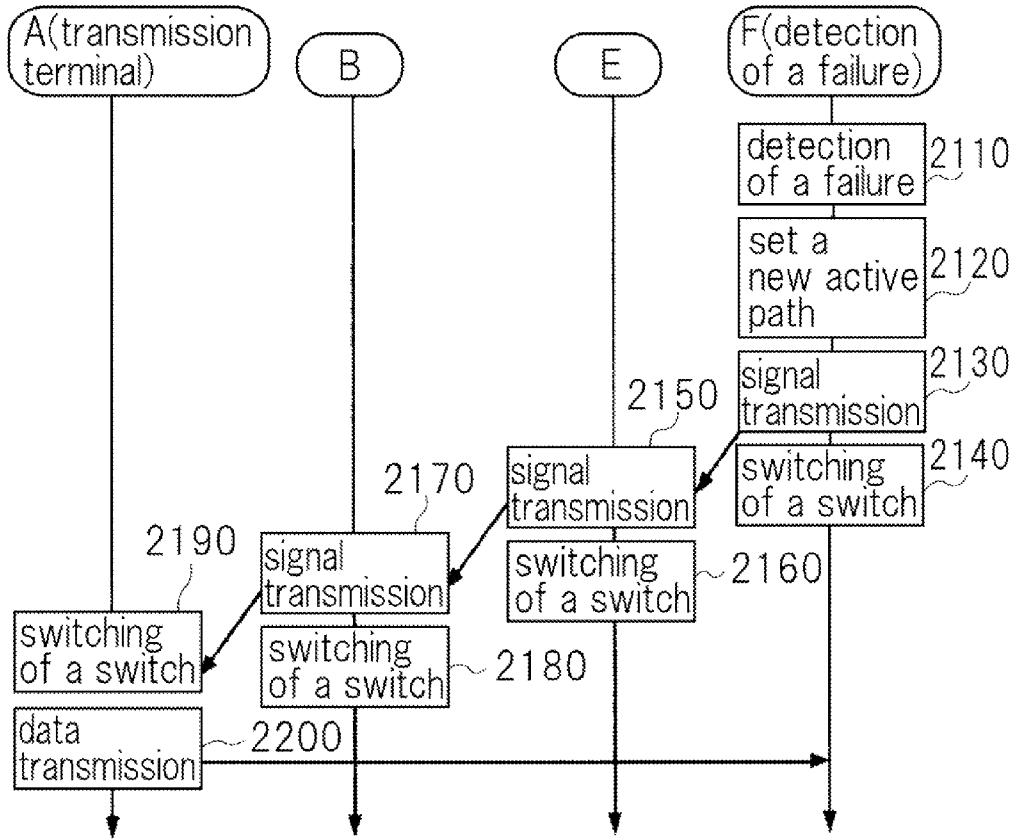 A(transmission
terminal)
B
E
F(detection
of a failure)
detection
of a failure
2110
set a
new active
path
2120
signal
transmission
2130
switching
of a switch
2140
signal
transmission
2150
switching
of a switch
2160
signal
transmission
2170
switching
of a switch
2180
switching
of a switch
2190
data
transmission
2200